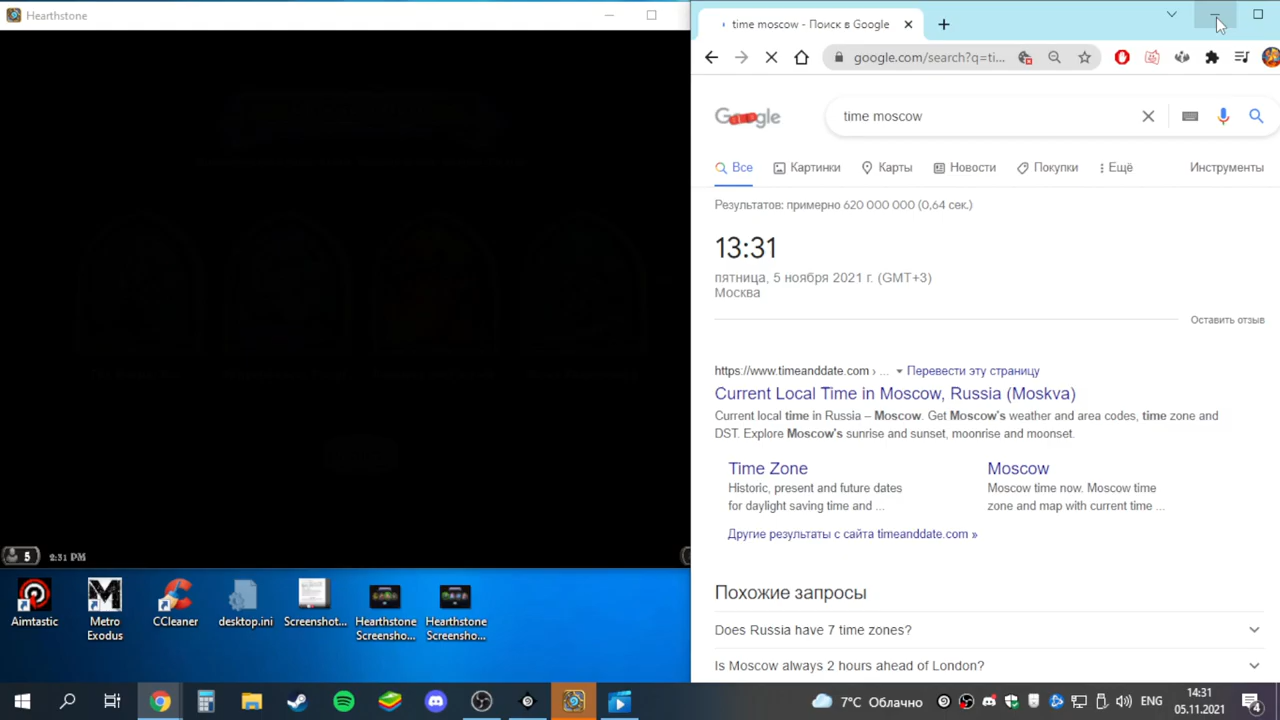 Hearthstone
time moscow - Поиск в Google
google.com/search?q=ti...
Google
time moscow
Все
Картинки
Карты
Новости
Покупки
Ещё
Инструменты
Результатов: примерно 620 000 000 (0,64 сек.)
13:31
пятница, 5 ноября 2021 г. (GMT+3)
Москва
Оставить отзыв
https://www.timeanddate.com › ... Перевести эту страницу
Current Local Time in Moscow, Russia (Moskva)
Current local time in Russia – Moscow. Get Moscow's weather and area codes, time zone and
DST. Explore Moscow's sunrise and sunset, moonrise and moonset.
Time Zone
Historic, present and future dates
for daylight saving time and ...
Moscow
Moscow time now. Moscow time
zone and map with current time ...
Другие результаты с сайта timeanddate.com »
Похожие запросы
Does Russia have 7 time zones?
Is Moscow always 2 hours ahead of London?
5 2:31 PM
Aimtastic
Metro
Exodus
CCleaner
desktop.ini
Screenshot...
Hearthstone
Screensho...
Hearthstone
Screensho...
7°C Облачно
ENG
14:31
05.11.2021
4